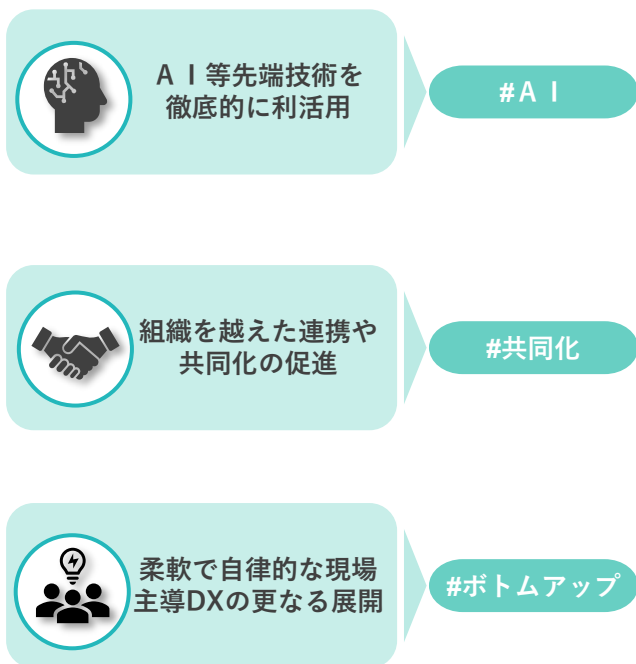 ＡＩ等先端技術を
徹底的に利活用
#ＡＩ
組織を越えた連携や
共同化の促進
#共同化
柔軟で自律的な現場
主導DXの更なる展開
#ボトムアップ